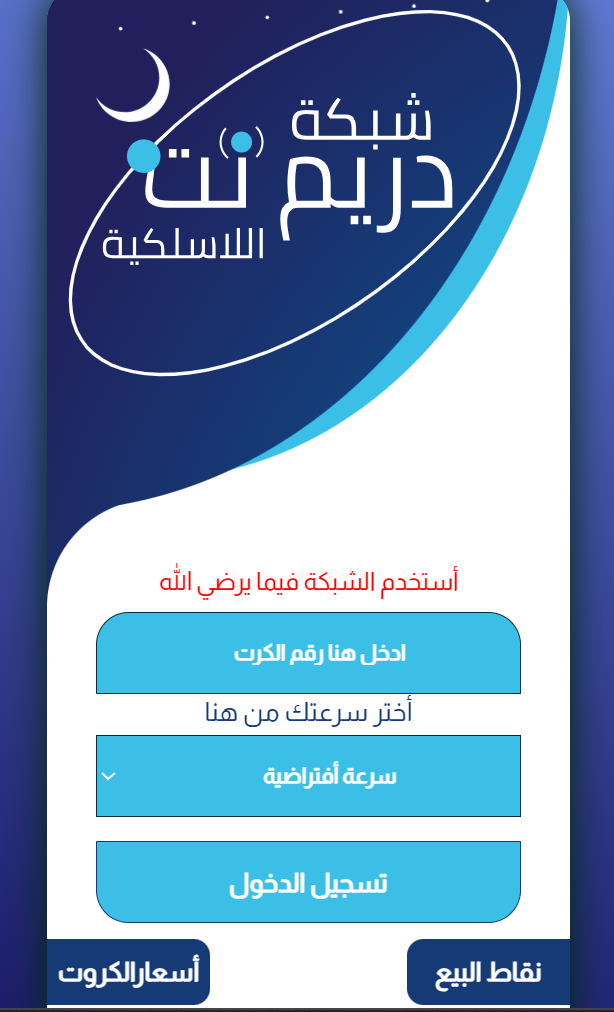 شبكة
دريم نت
اللاسلكية
أستخدم الشبكة فيما يرضي الله
ادخل هنا رقم الكرت
أختر سرعتك من هنا
سرعة أفتراضية
تسجيل الدخول
نقاط البيع
أسعارالكروت